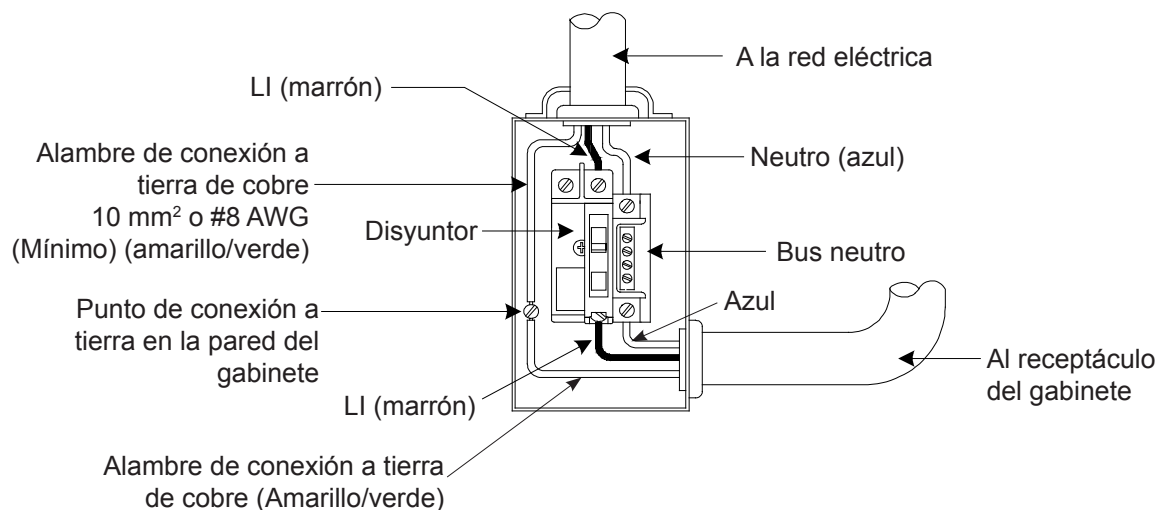 A la red eléctrica
LI (marrón)
Alambre de conexión a
tierra de cobre
10 mm² o #8 AWG
(Mínimo) (amarillo/verde)
Neutro (azul)
Disyuntor
Bus neutro
Punto de conexión a
tierra en la pared del
gabinete
Azul
Al receptáculo
del gabinete
LI (marrón)
Alambre de conexión a tierra
de cobre (Amarillo/verde)